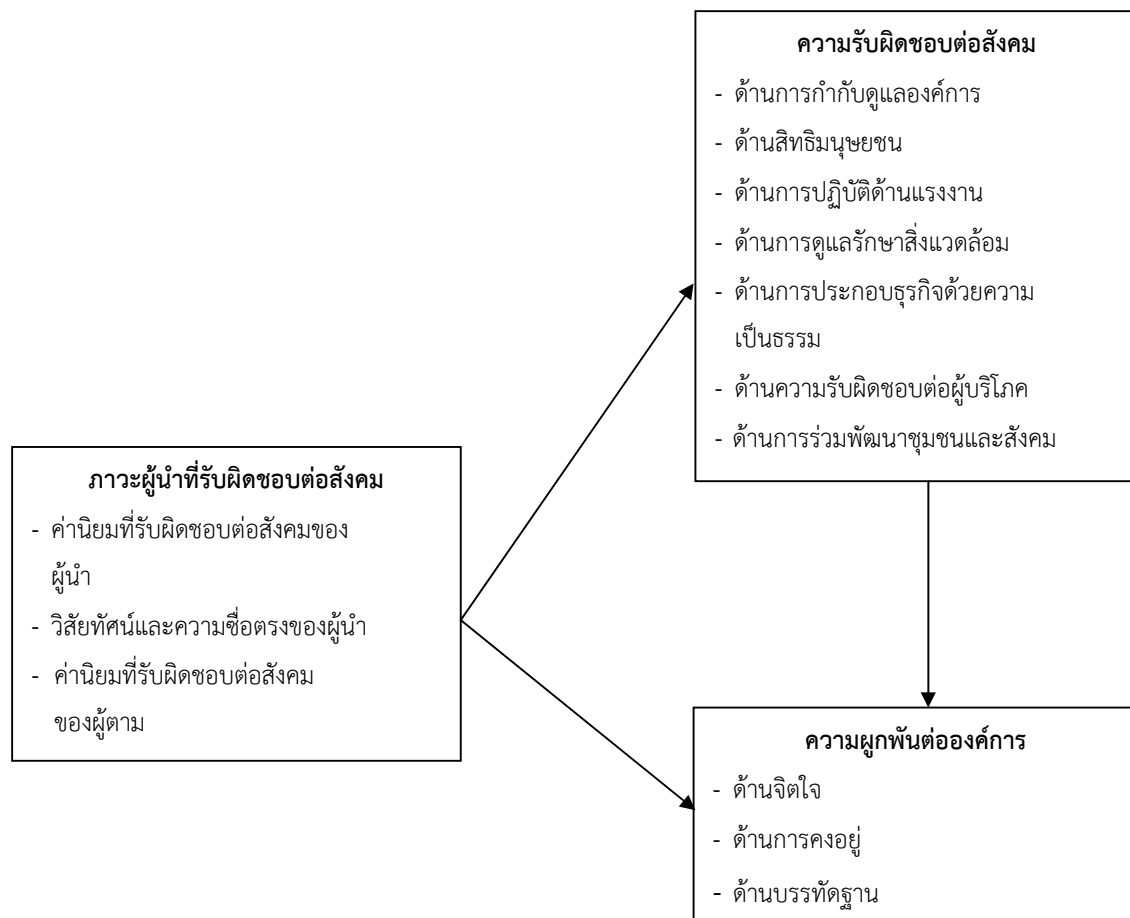 ความรับผิดชอบต่อสังคม
- ด้านการกำกับดูแลองค์การ
- ด้านสิทธิมนุษยชน
- ด้านการปฏิบัติด้านแรงงาน
- ด้านการดูแลรักษาสิ่งแวดล้อม
- ด้านการประกอบธุรกิจด้วยความ
เป็นธรรม
- ด้านความรับผิดชอบต่อผู้บริโภค
- ด้านการร่วมพัฒนาชุมชนและสังคม
ภาวะผู้นำที่รับผิดชอบต่อสังคม
- ค่านิยมที่รับผิดชอบต่อสังคมของ
ผู้นำ
- วิสัยทัศน์และความซื่อตรงของผู้นำ
- ค่านิยมที่รับผิดชอบต่อสังคม
ของผู้ตาม
ความผูกพันต่อองค์การ
- ด้านจิตใจ
- ด้านการคงอยู่
- ด้านบรรทัดฐาน